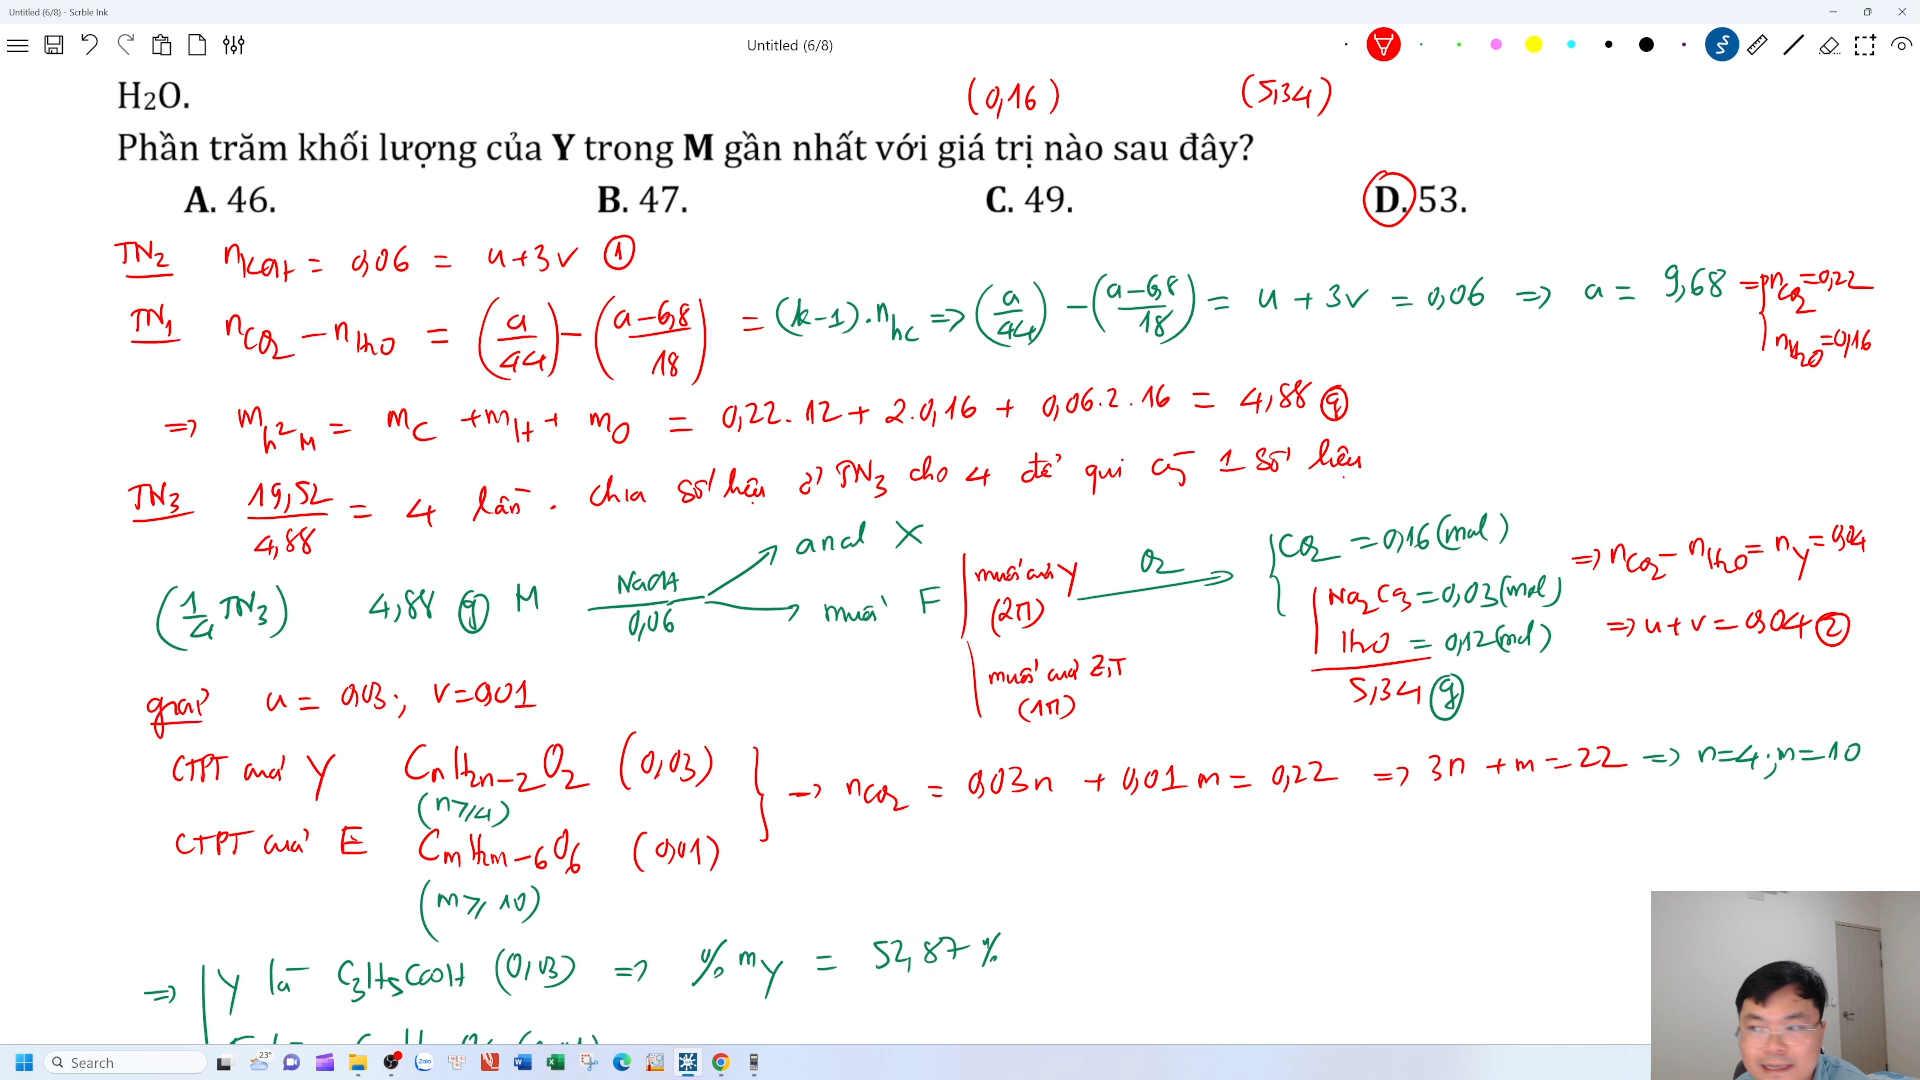 Untitled (6/8) - Scrble Ink
Untitled (6/8)
H₂O.
(0,16) (5,34)
Phần trăm khối lượng của Y trong M gần nhất với giá trị nào sau đây?
A. 46. B. 47. C. 49. D. 53.
TN2 nKOH = 0,06 = u+3v ①
TN1 nCO2 - nH2O = (a/44) - (a-6,8/18) = (k-1).nhc => (a/44) - (a-6,8/18) = u + 3v = 0,06 => a = 9,68 => nCO2 = 0,22
nH2O = 0,16
=> mh²M = mC + mH + mO = 0,22.12 + 2.0,16 + 0,06.2.16 = 4,88 g
TN3 19,52/4,88 = 4 lần. chia số liệu ở TN3 cho 4 để qui cùng 1 số liệu
(1/4 TN3) 4,88 g M NaOH 0,06
ancol X
muối F
muối của Y (2π)
muối của Z,T (1π)
O2
CO2 = 0,16 (mol)
Na2CO3 = 0,03 (mol)
H2O = 0,12 (mol)
5,34 g
=> nCO2 - nH2O = nY = 0,04
=> u+v = 0,04 ②
giải u = 0,03; v = 0,01
CTPT của Y CnH2n-2O2 (0,03)
(n≥4)
CTPT của E CmH2m-6O6 (0,01)
(m≥10)
→ nCO2 = 0,03n + 0,01m = 0,22 => 3n + m = 22 => n=4; m=10
=> Y là C3H5COOH (0,03) => % mY = 52,87 %
23°
Search
Zalo